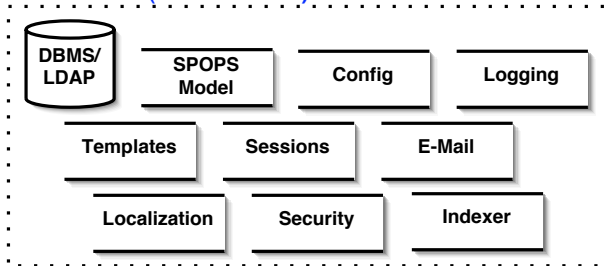 DBMS/
LDAP
SPOPS
Model
Config
Logging
Templates
Sessions
E-Mail
Localization
Security
Indexer